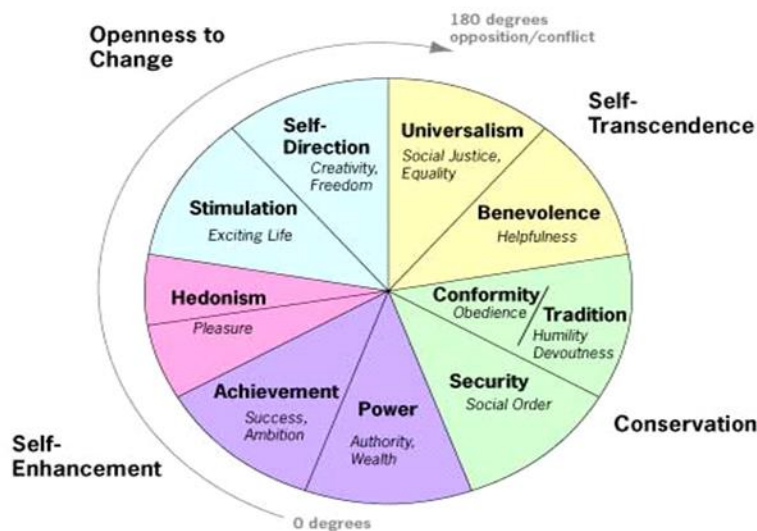 180 degrees
opposition/conflict
Openness to
Change
Self-
Transcendence
Self-
Direction
Creativity,
Freedom
Universalism
Social Justice,
Equality
Stimulation
Exciting Life
Benevolence
Helpfulness
Hedonism
Pleasure
Conformity
Obedience
Tradition
Humility
Devoutness
Achievement
Success,
Ambition
Power
Authority,
Wealth
Security
Social Order
Conservation
Self-
Enhancement
0 degrees